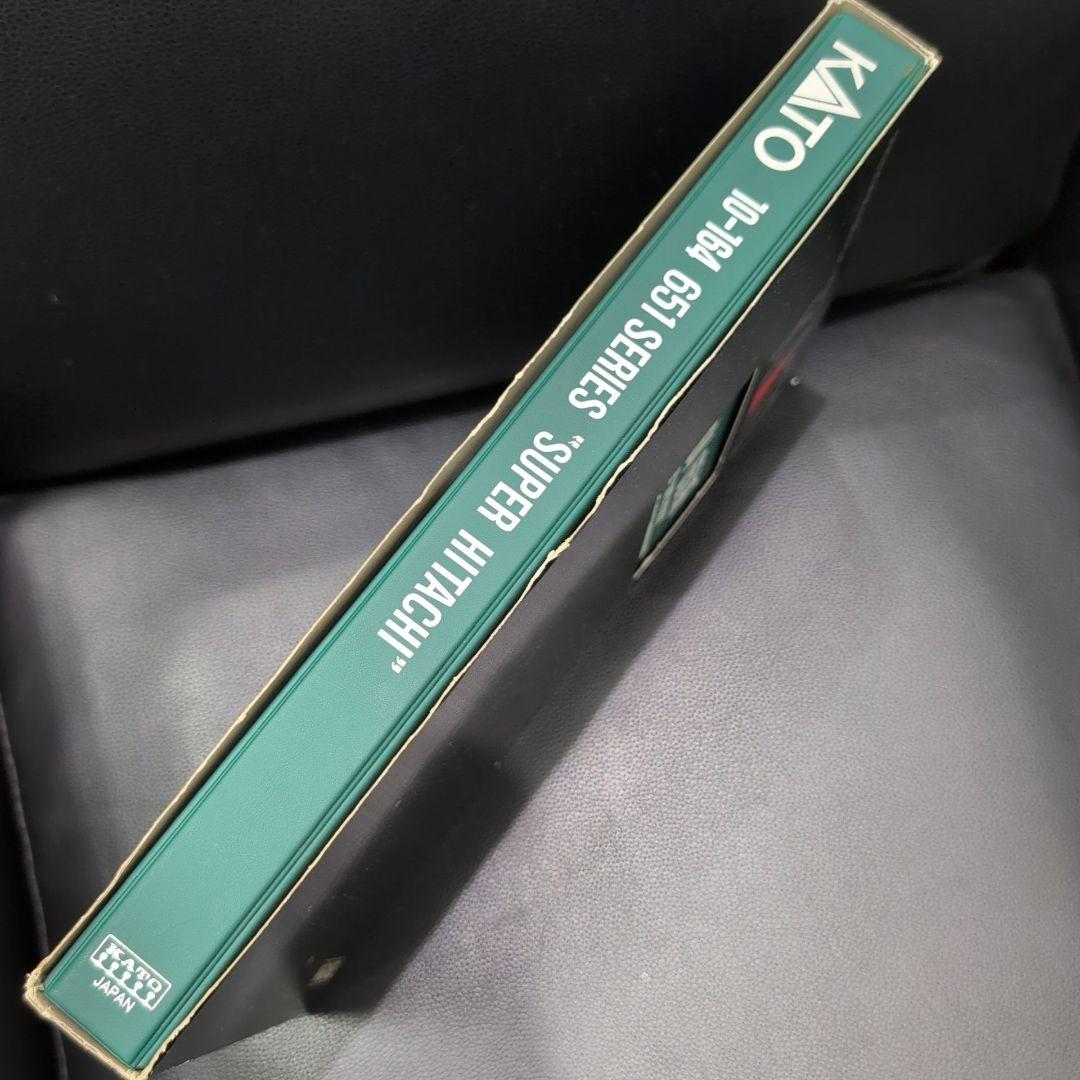 KATO 10-164 651 SERIES “SUPER HITACHI”
KATO
JAPAN